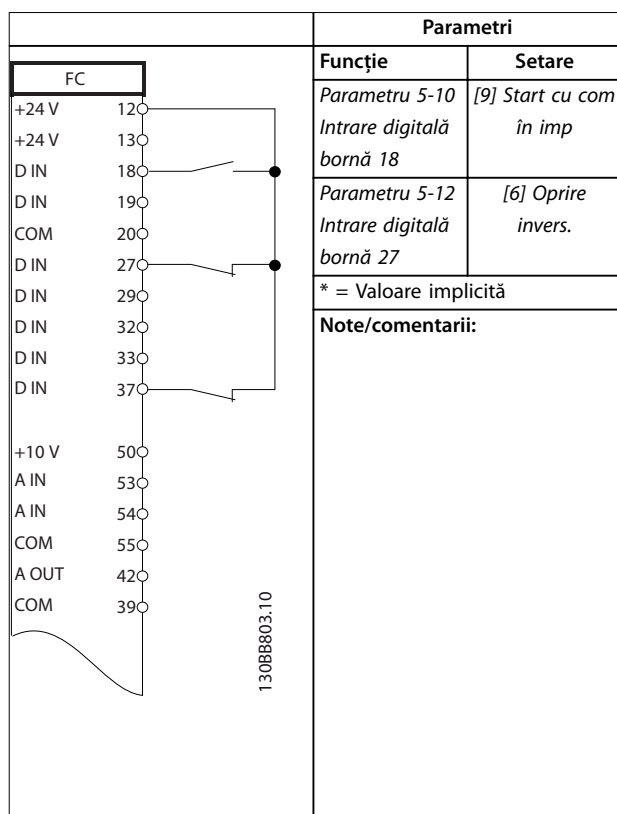 Parametri
Funcție Setare
Parametru 5-10 [9] Start cu com
Intrare digitală în imp
bornă 18
Parametru 5-12 [6] Oprire
Intrare digitală invers.
bornă 27
* = Valoare implicită
Note/comentarii:
FC
+24 V 12
+24 V 13
D IN 18
D IN 19
COM 20
D IN 27
D IN 29
D IN 32
D IN 33
D IN 37
+10 V 50
A IN 53
A IN 54
COM 55
A OUT 42
COM 39
130BB803.10